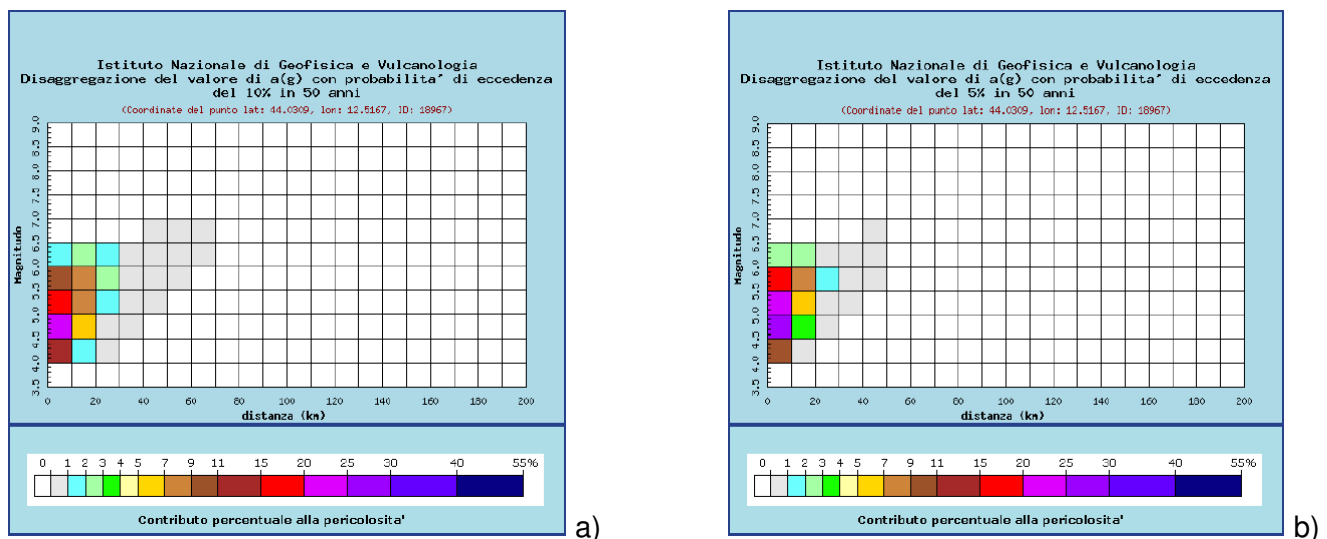 Istituto Nazionale di Geofisica e Vulcanologia
Disaggregazione del valore di a(g) con probabilita' di eccedenza
del 10% in 50 anni
(Coordinate del punto lat: 44.0309, lon: 12.5167, ID: 18967)
Magnitudo
9.0
8.5
8.0
7.5
7.0
6.5
6.0
5.5
5.0
4.5
4.0
3.5
0 20 40 60 80 100 120 140 160 180 200
distanza (km)
0 1 2 3 4 5 7 9 11 15 20 25 30 40 55%
Contributo percentuale alla pericolosita'
a)
Istituto Nazionale di Geofisica e Vulcanologia
Disaggregazione del valore di a(g) con probabilita' di eccedenza
del 5% in 50 anni
(Coordinate del punto lat: 44.0309, lon: 12.5167, ID: 18967)
Magnitudo
9.0
8.5
8.0
7.5
7.0
6.5
6.0
5.5
5.0
4.5
4.0
3.5
0 20 40 60 80 100 120 140 160 180 200
distanza (km)
0 1 2 3 4 5 7 9 11 15 20 25 30 40 55%
Contributo percentuale alla pericolosita'
b)